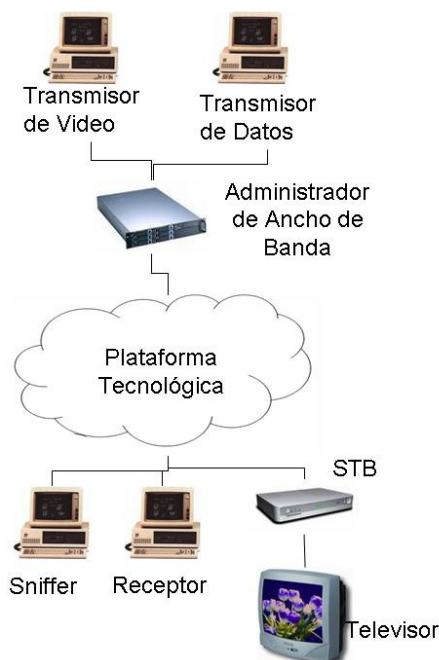 Transmisor
de Video
Transmisor
de Datos
Administrador
de Ancho de
Banda
Plataforma
Tecnológica
STB
Sniffer
Receptor
Televisor